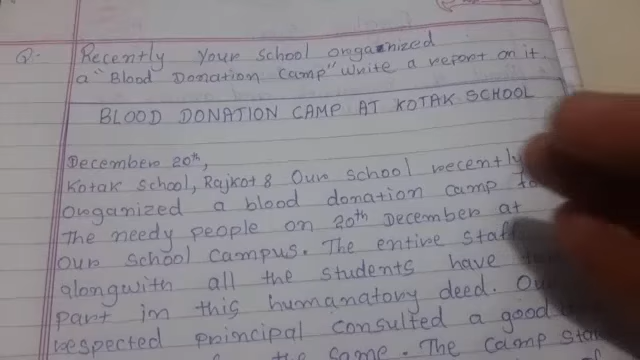 Q. Recently Your School organized
a "Blood Donation Camp" Write a report on it.
BLOOD DONATION CAMP AT KOTAK SCHOOL
December 20th,
Kotak School, Rajkot 8 Our school recently
organized a blood donation camp
The needy people on 20th December at
Our School Campus. The entire staff
alongwith all the students have
part in this humanatory deed.
respected principal consulted a good
the same. The camp